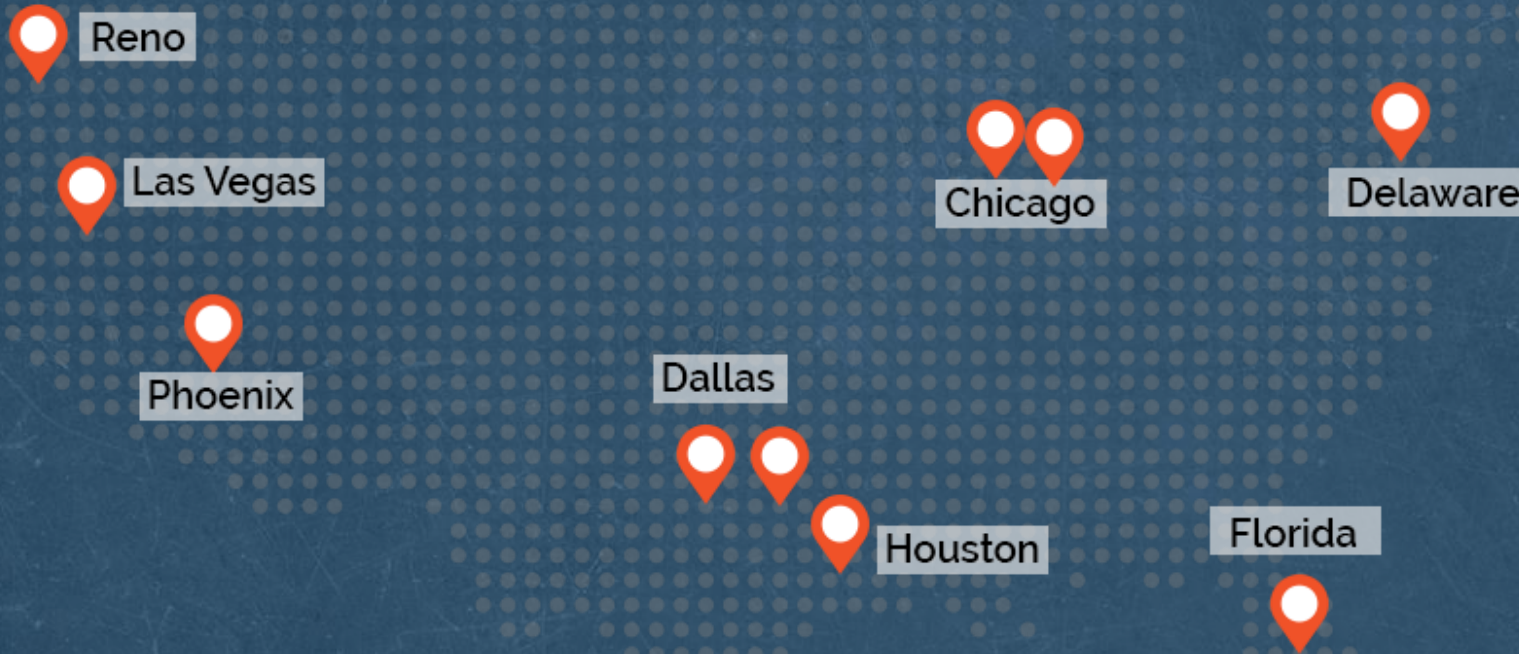 Reno
Las Vegas
Chicago
Delaware
Phoenix
Dallas
Houston
Florida